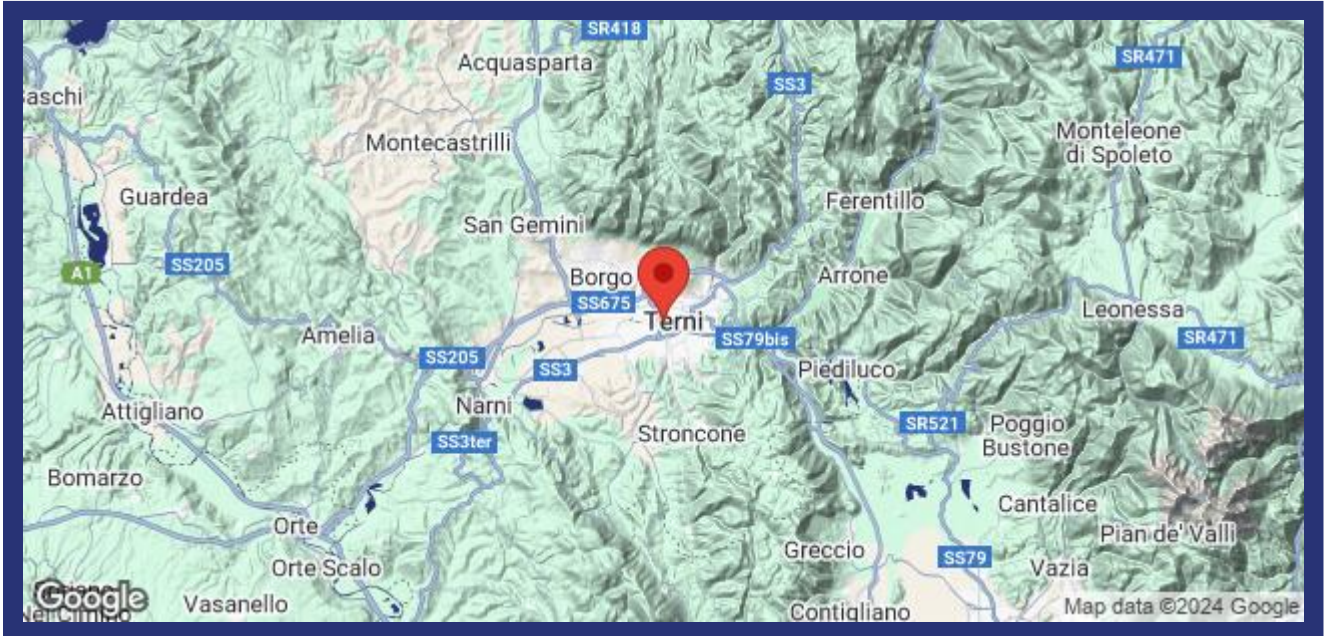 SR418
Acquasparta
SR471
SS3
Baschi
Montecastrilli
Monteleone
di Spoleto
Guardea
Ferentillo
San Gemini
SS205
A1
Borgo
Arrone
SS675
Leonessa
Terni
Amelia
SS79bis
SR471
SS205
SS3
Piediluco
Narni
Attigliano
SR521
Poggio
Bustone
Stroncone
SS3ter
Bomarzo
Cantalice
Orte
Pian de' Valli
Greccio
SS79
Orte Scalo
Vazia
Google
Vasanello
Contigliano
Map data ©2024 Google